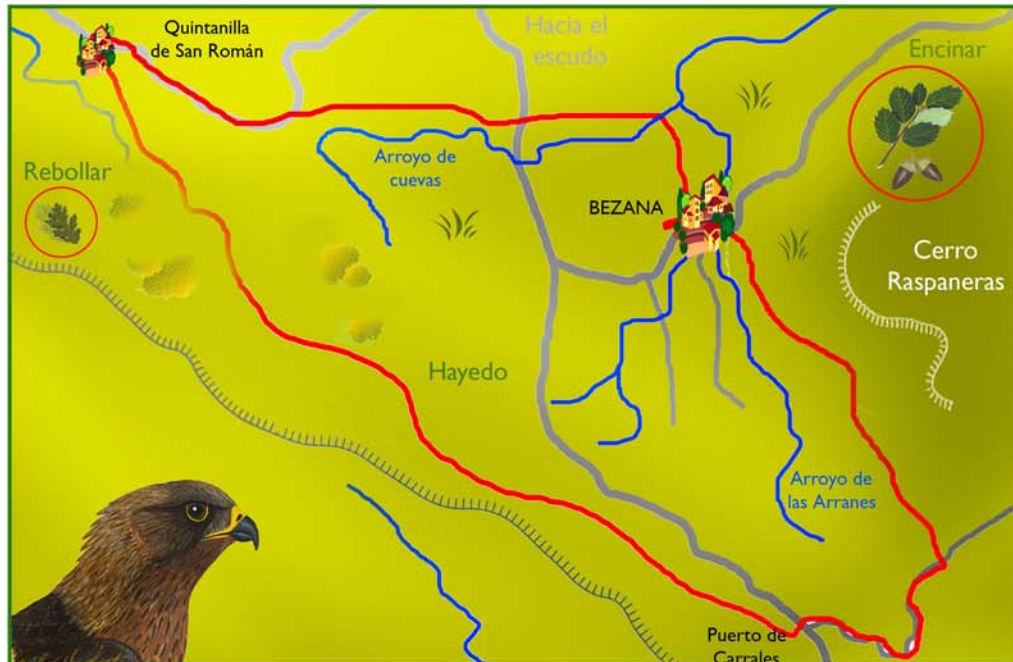 Quintanilla
de San Román
Hacia el
escudo
Encinar
Rebollar
Arroyo de
cuevas
BEZANA
Cerro
Raspaneras
Hayedo
Arroyo de
las Arranes
Puerto de
Carrales